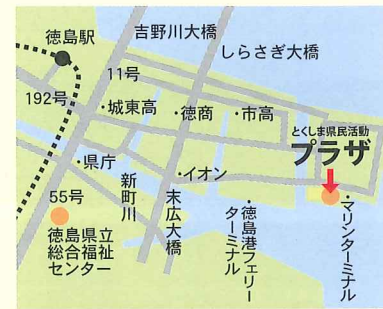 吉野川大橋
徳島駅
しらさぎ大橋
11号
192号
・城東高
・徳商
・市高
とくしま県民活動
プラザ
・県庁
・イオン
新町川
末広大橋
55号
徳島県立
総合福祉
センター
・徳島港フェリー
ターミナル
・マリンターミナル